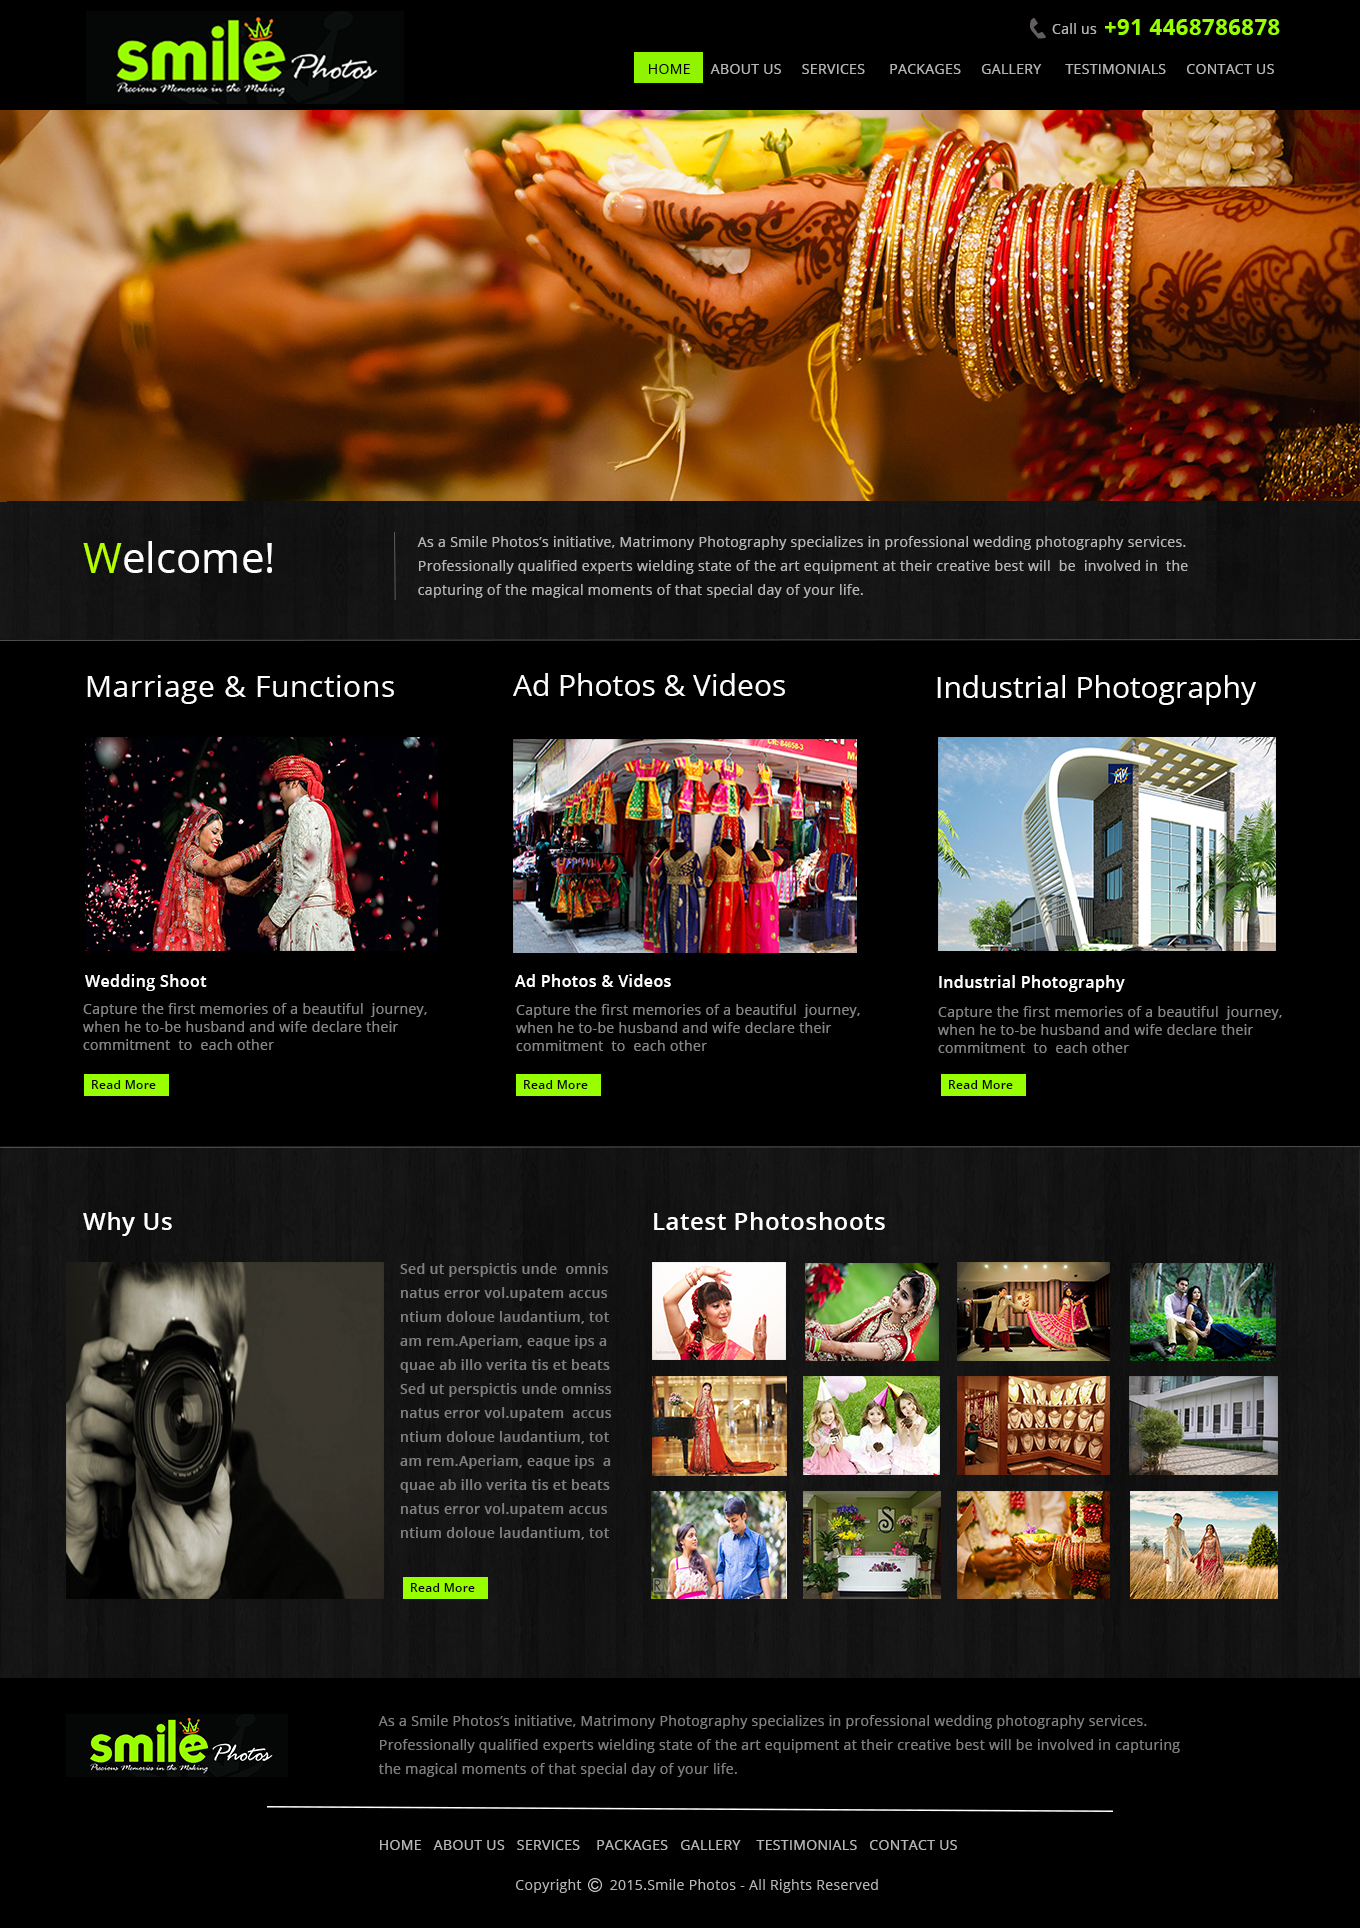 smile Photos
Precious Memories in the Making
Call us +91 4468786878
HOME ABOUT US SERVICES PACKAGES GALLERY TESTIMONIALS CONTACT US
Welcome!
As a Smile Photos’s initiative, Matrimony Photography specializes in professional wedding photography services.
Professionally qualified experts wielding state of the art equipment at their creative best will be involved in the
capturing of the magical moments of that special day of your life.
Marriage & Functions
Ad Photos & Videos
Industrial Photography
CR: 84658-3
Wedding Shoot
Capture the first memories of a beautiful journey,
when he to-be husband and wife declare their
commitment to each other
Read More
Ad Photos & Videos
Capture the first memories of a beautiful journey,
when he to-be husband and wife declare their
commitment to each other
Read More
Industrial Photography
Capture the first memories of a beautiful journey,
when he to-be husband and wife declare their
commitment to each other
Read More
Why Us
Sed ut perspictis unde omnis
natus error vol.upatem accus
ntium doloue laudantium, tot
am rem.Aperiam, eaque ips a
quae ab illo verita tis et beats
Sed ut perspictis unde omniss
natus error vol.upatem accus
ntium doloue laudantium, tot
am rem.Aperiam, eaque ips a
quae ab illo verita tis et beats
natus error vol.upatem accus
ntium doloue laudantium, tot
Read More
Latest Photoshoots
smile Photos
Precious Memories in the Making
As a Smile Photos’s initiative, Matrimony Photography specializes in professional wedding photography services.
Professionally qualified experts wielding state of the art equipment at their creative best will be involved in capturing
the magical moments of that special day of your life.
HOME ABOUT US SERVICES PACKAGES GALLERY TESTIMONIALS CONTACT US
Copyright © 2015.Smile Photos - All Rights Reserved